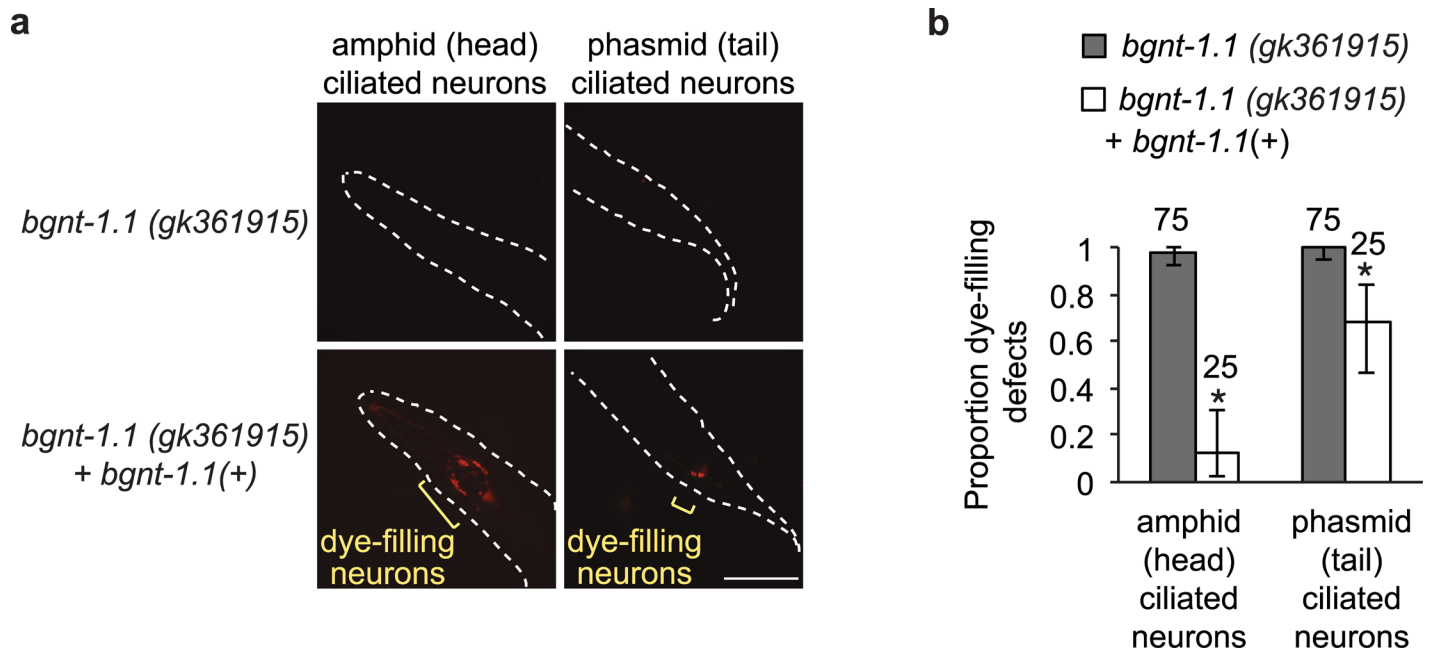 a
amphid (head)
ciliated neurons
phasmid (tail)
ciliated neurons
bgnt-1.1 (gk361915)
bgnt-1.1 (gk361915)
+ bgnt-1.1(+)
dye-filling
neurons
dye-filling
neurons
b
bgnt-1.1 (gk361915)
bgnt-1.1 (gk361915)
+ bgnt-1.1(+)
Proportion dye-filling
defects
1
0.8
0.6
0.4
0.2
0
75
25
*
75
25
*
amphid
(head)
ciliated
neurons
phasmid
(tail)
ciliated
neurons